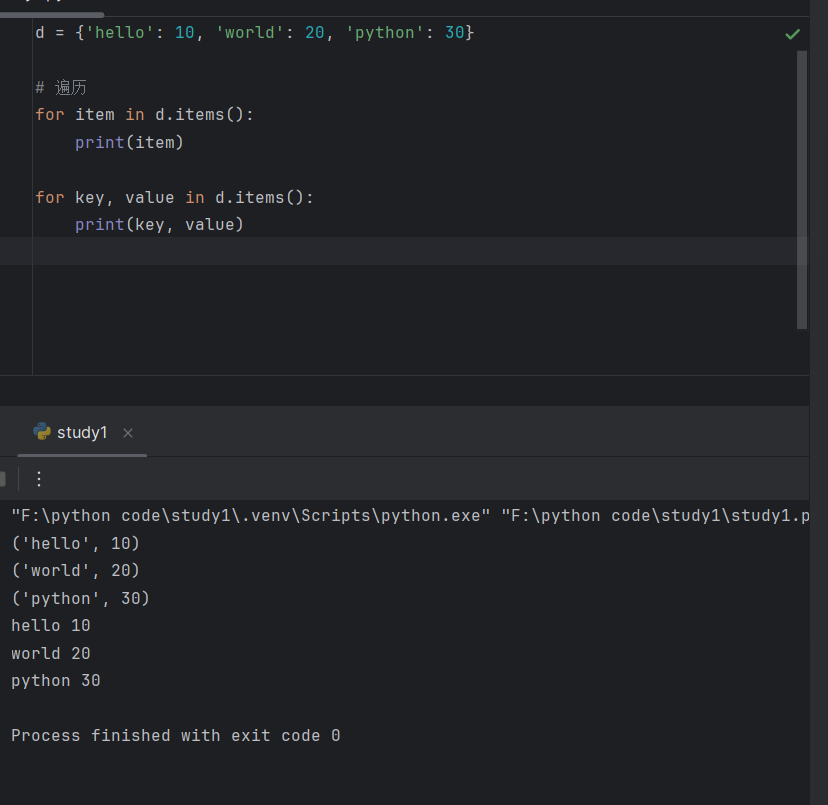 d = {'hello': 10, 'world': 20, 'python': 30}
# 遍历
for item in d.items():
    print(item)
for key, value in d.items():
    print(key, value)
study1
"F:\python code\study1\.venv\Scripts\python.exe" "F:\python code\study1\study1.p
('hello', 10)
('world', 20)
('python', 30)
hello 10
world 20
python 30
Process finished with exit code 0